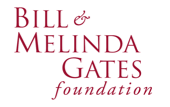 BILL &
MELINDA
GATES
foundation